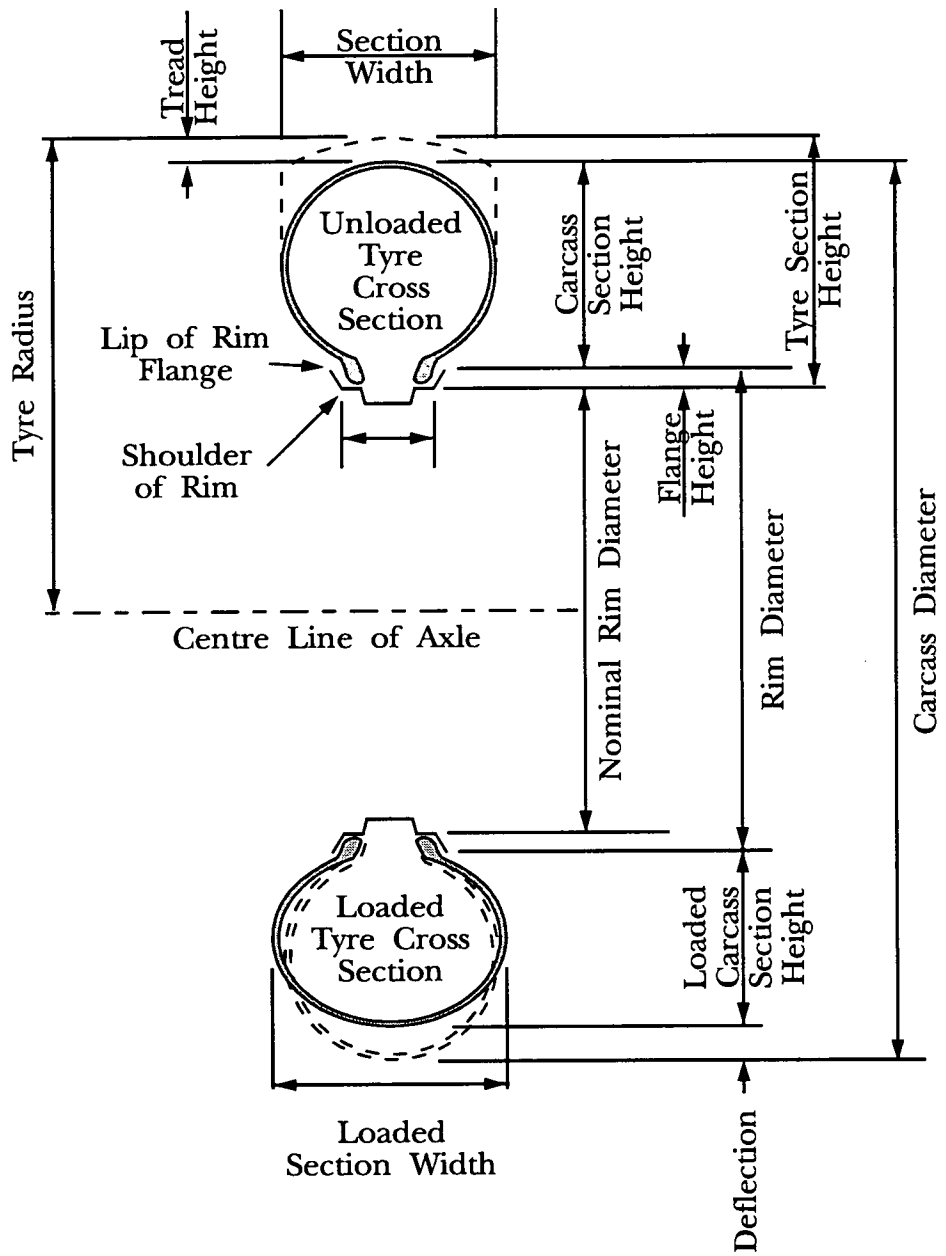 Section
Width
Tread
Height
Unloaded
Tyre
Cross
Section
Carcass
Section
Height
Tyre Section
Height
Tyre Radius
Lip of Rim
Flange
Shoulder
of Rim
Flange
Height
Nominal Rim Diameter
Rim Diameter
Carcass Diameter
Centre Line of Axle
Loaded
Tyre Cross
Section
Loaded
Carcass
Section
Height
Loaded
Section Width
Deflection